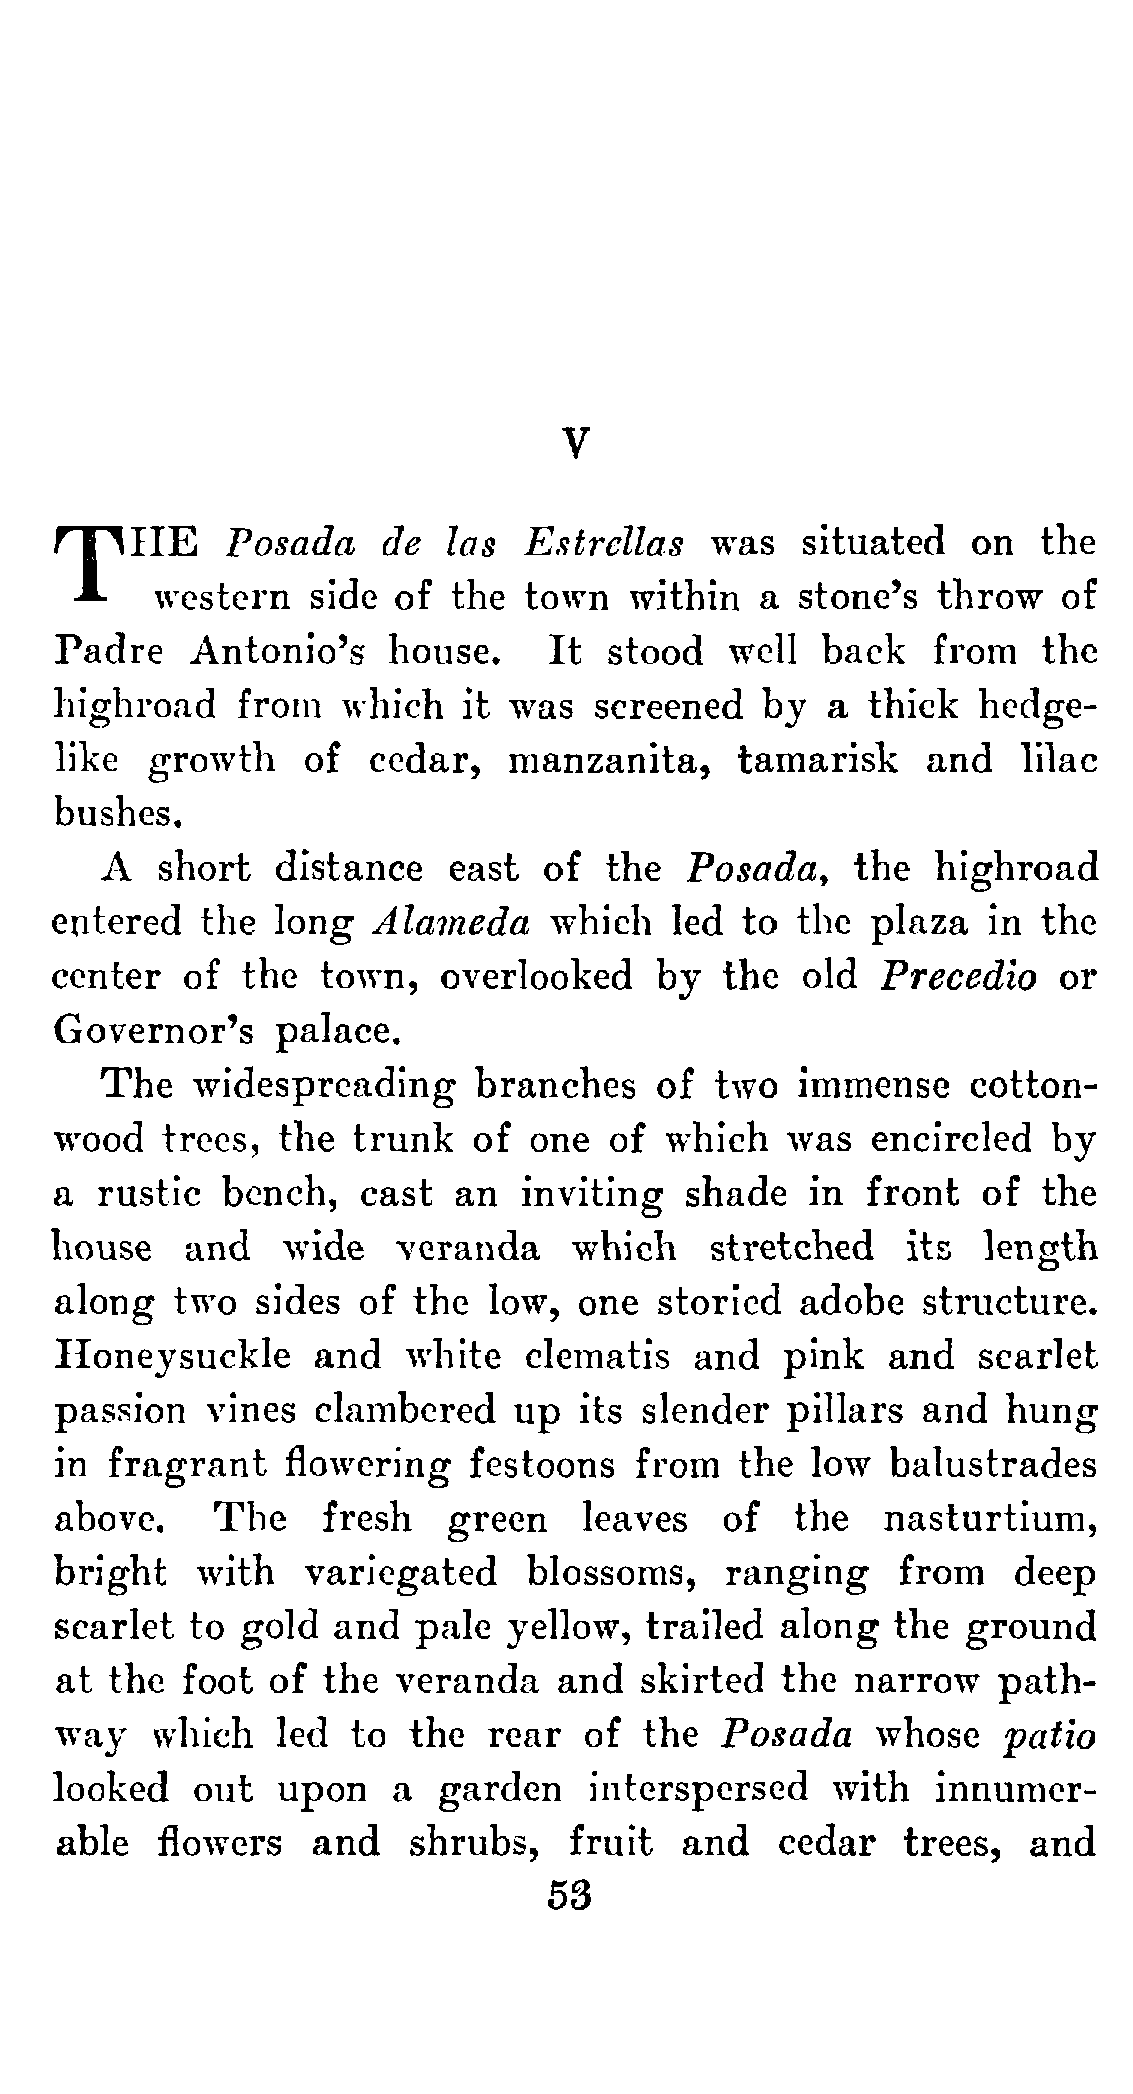 V
THE Posada de las Estrellas was situated on the
western side of the town within a stone's throw of
Padre Antonio's house. It stood well back from the
highroad from which it was screened by a thick hedge-
like growth of cedar, manzanita, tamarisk and lilac
bushes.
A short distance east of the Posada, the highroad
entered the long Alameda which led to the plaza in the
center of the town, overlooked by the old Precedio or
Governor's palace.
The widespreading branches of two immense cotton-
wood trees, the trunk of one of which was encircled by
a rustic bench, cast an inviting shade in front of the
house and wide veranda which stretched its length
along two sides of the low, one storied adobe structure.
Honeysuckle and white clematis and pink and scarlet
passion vines clambered up its slender pillars and hung
in fragrant flowering festoons from the low balustrades
above. The fresh green leaves of the nasturtium,
bright with variegated blossoms, ranging from deep
scarlet to gold and pale yellow, trailed along the ground
at the foot of the veranda and skirted the narrow path-
way which led to the rear of the Posada whose patio
looked out upon a garden interspersed with innumer-
able flowers and shrubs, fruit and cedar trees, and
53